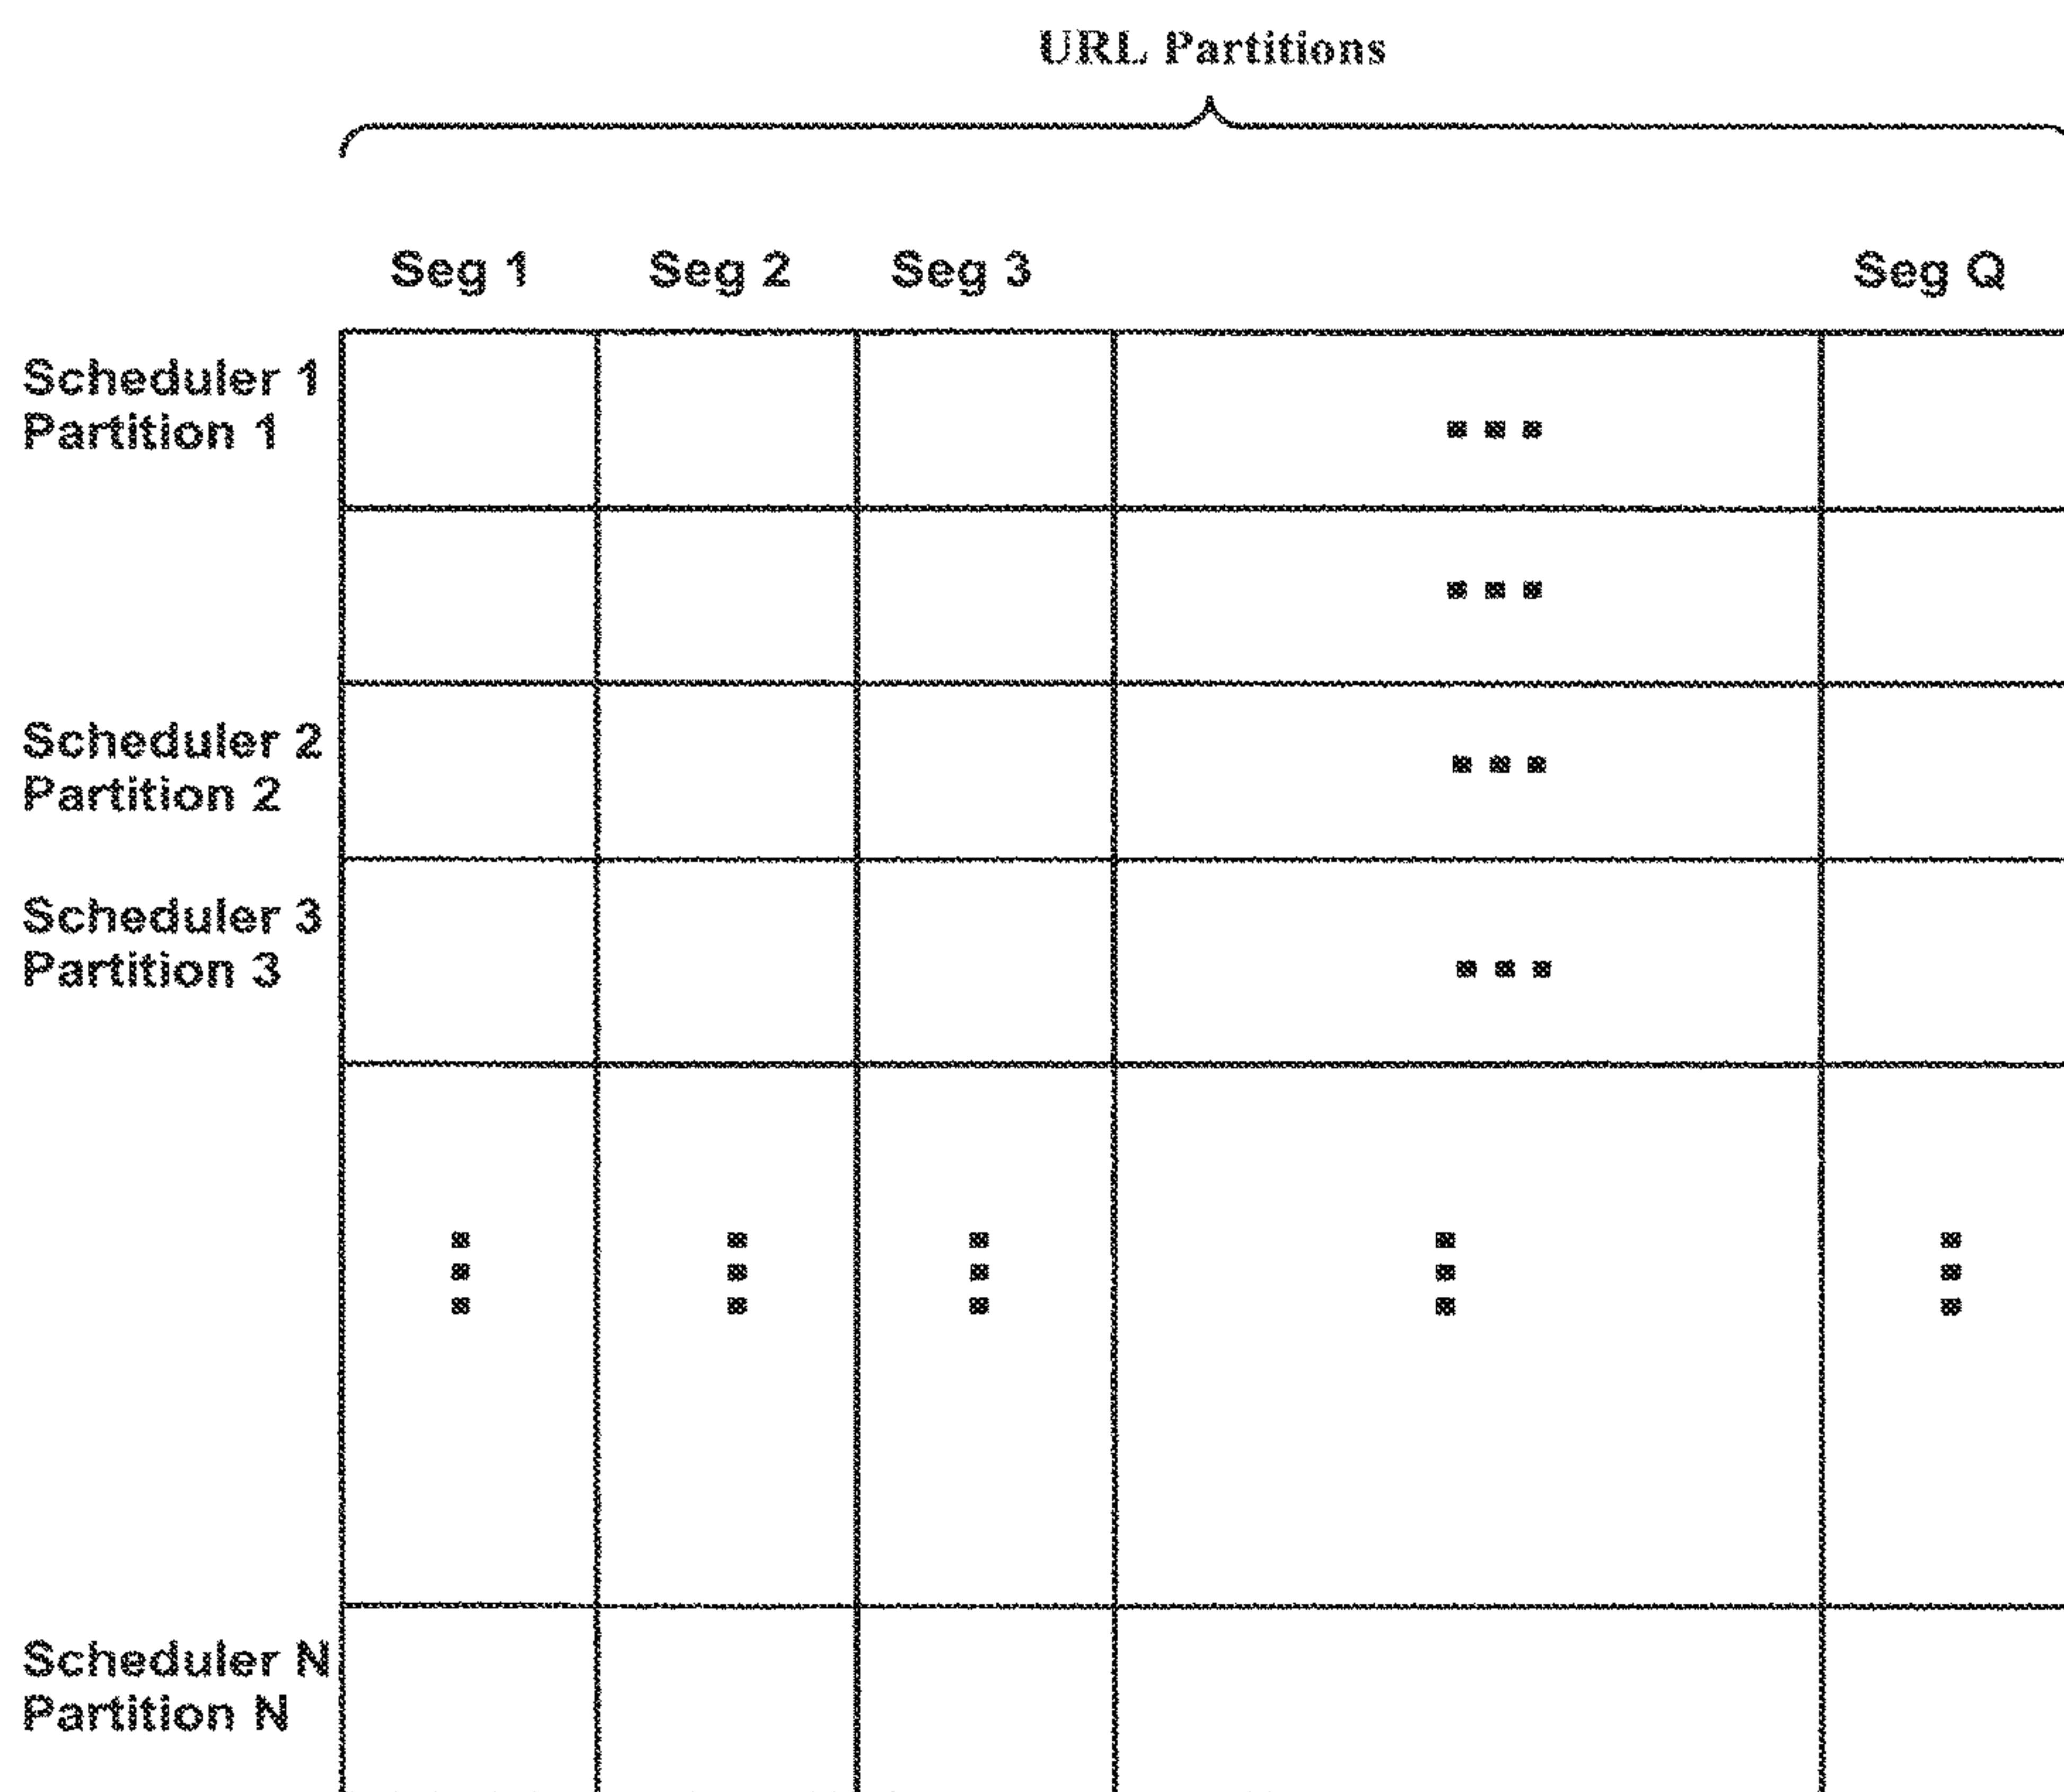 URL Partitions
Seg 1 Seg 2 Seg 3 Seg Q
Scheduler 1
Partition 1
Scheduler 2
Partition 2
Scheduler 3
Partition 3
Scheduler N
Partition N